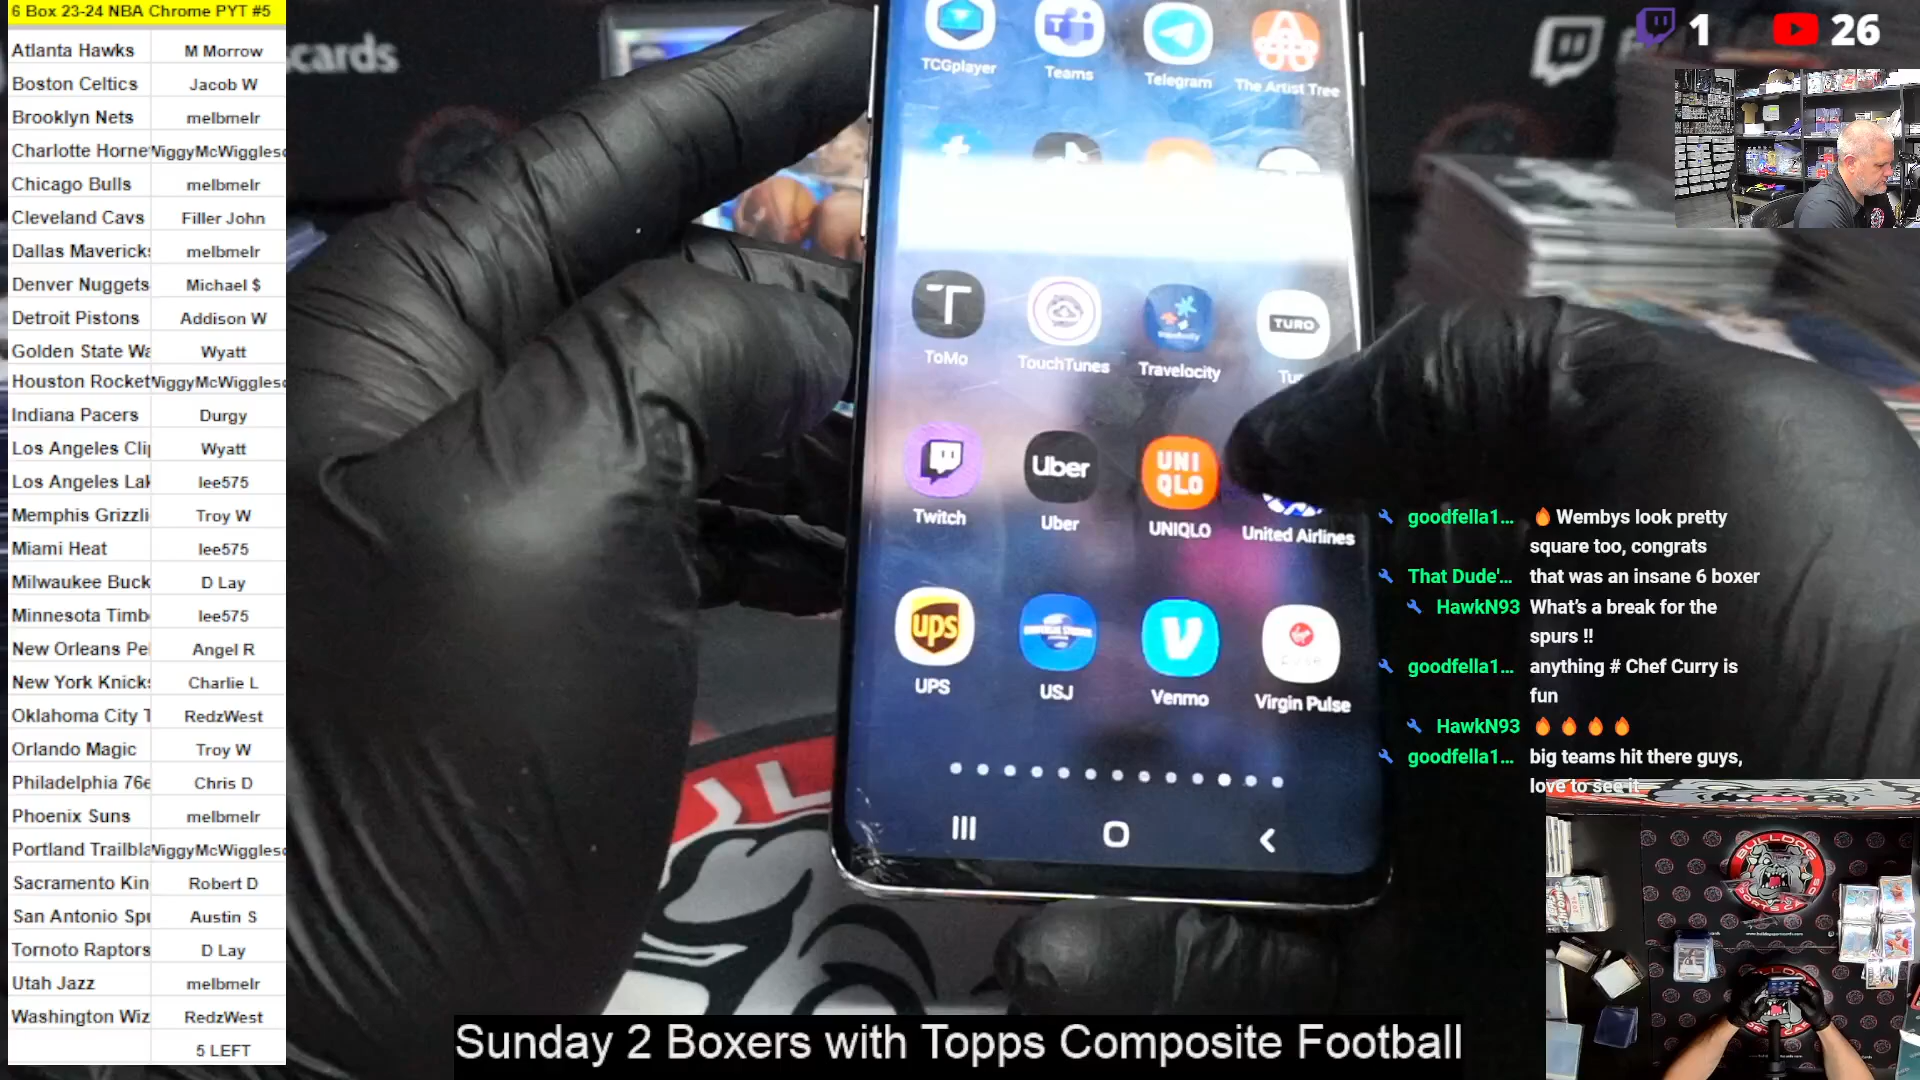 6 Box 23-24 NBA Chrome PYT #5
Atlanta Hawks M Morrow
Boston Celtics Jacob W
Brooklyn Nets melbmelr
Charlotte Horne WiggyMcWigglesc
Chicago Bulls melbmelr
Cleveland Cavs Filler John
Dallas Mavericks melbmelr
Denver Nuggets Michael $
Detroit Pistons Addison W
Golden State Wa Wyatt
Houston Rocket WiggyMcWigglesc
Indiana Pacers Durgy
Los Angeles Cli Wyatt
Los Angeles Lak lee575
Memphis Grizzli Troy W
Miami Heat lee575
Milwaukee Buck D Lay
Minnesota Timb lee575
New Orleans Pe Angel R
New York Knicks Charlie L
Oklahoma City T RedzWest
Orlando Magic Troy W
Philadelphia 76e Chris D
Phoenix Suns melbmelr
Portland Trailbla WiggyMcWigglesc
Sacramento Kin Robert D
San Antonio Spu Austin S
Toronto Raptors D Lay
Utah Jazz melbmelr
Washington Wiz RedzWest
5 LEFT
cards
1 26
TCGplayer Teams Telegram The Artist Tree
TURO
ToMo TouchTunes Travelocity Tur
Uber UNI QLO
Twitch Uber UNIQLO United Airlines
ups
UPS USJ Venmo Virgin Pulse
goodfella1... 🔥 Wembys look pretty
square too, congrats
That Dude'... that was an insane 6 boxer
HawkN93 What's a break for the
spurs !!
goodfella1... anything # Chef Curry is
fun
HawkN93 🔥 🔥 🔥 🔥
goodfella1... big teams hit there guys,
love to see it
BULLDOG
Sunday 2 Boxers with Topps Composite Football